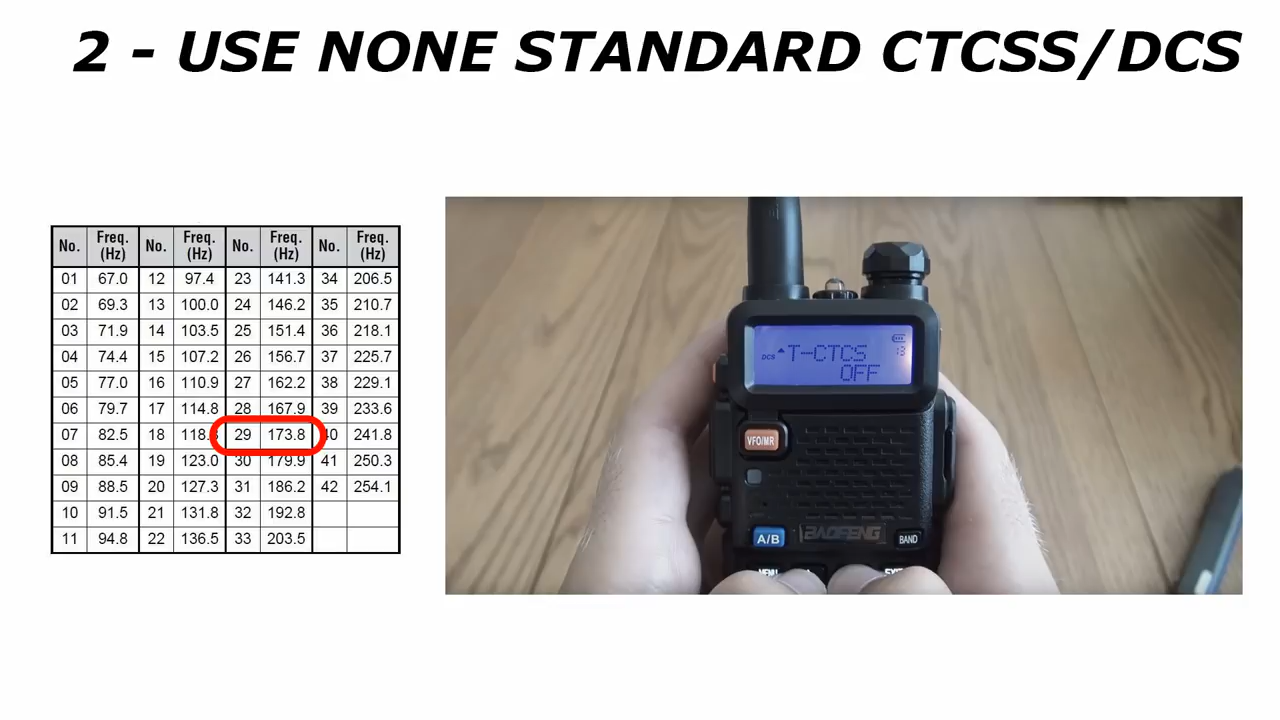 2 - USE NONE STANDARD CTCSS/DCS
No. Freq. (Hz) No. Freq. (Hz) No. Freq. (Hz) No. Freq. (Hz)
01 67.0 12 97.4 23 141.3 34 206.5
02 69.3 13 100.0 24 146.2 35 210.7
03 71.9 14 103.5 25 151.4 36 218.1
04 74.4 15 107.2 26 156.7 37 225.7
05 77.0 16 110.9 27 162.2 38 229.1
06 79.7 17 114.8 28 167.9 39 233.6
07 82.5 18 118. 29 173.8 40 241.8
08 85.4 19 123.0 30 179.9 41 250.3
09 88.5 20 127.3 31 186.2 42 254.1
10 91.5 21 131.8 32 192.8
11 94.8 22 136.5 33 203.5
DCS T-CTCS 13
OFF
VFO/MR
A/B BAOFENG BAND
MENU